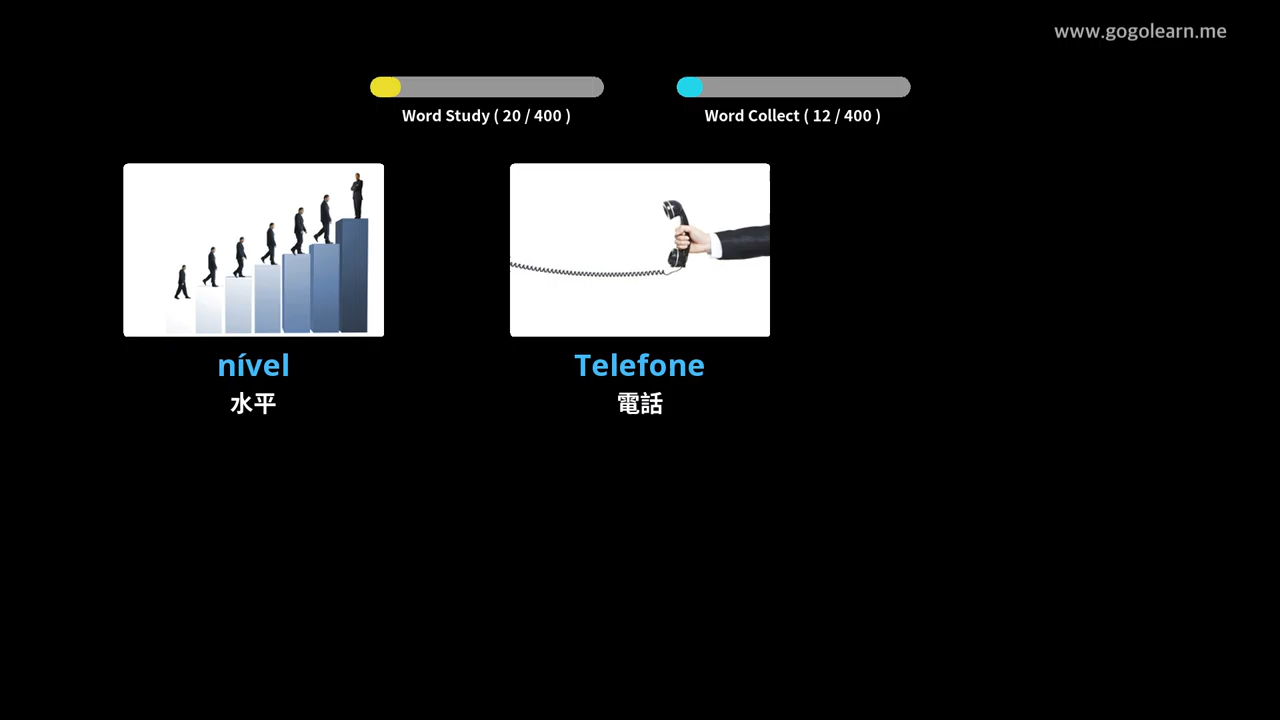 www.gogolearn.me
Word Study ( 20 / 400 )
Word Collect ( 12 / 400 )
nível
水平
Telefone
電話